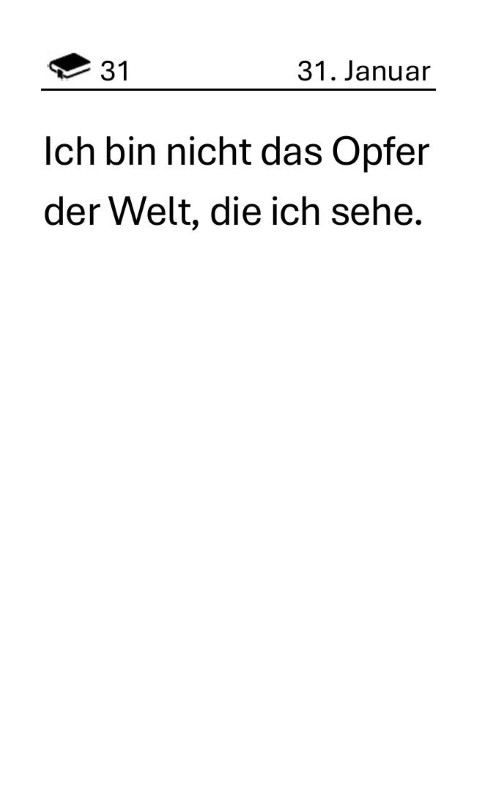 31 31. Januar
Ich bin nicht das Opfer
der Welt, die ich sehe.